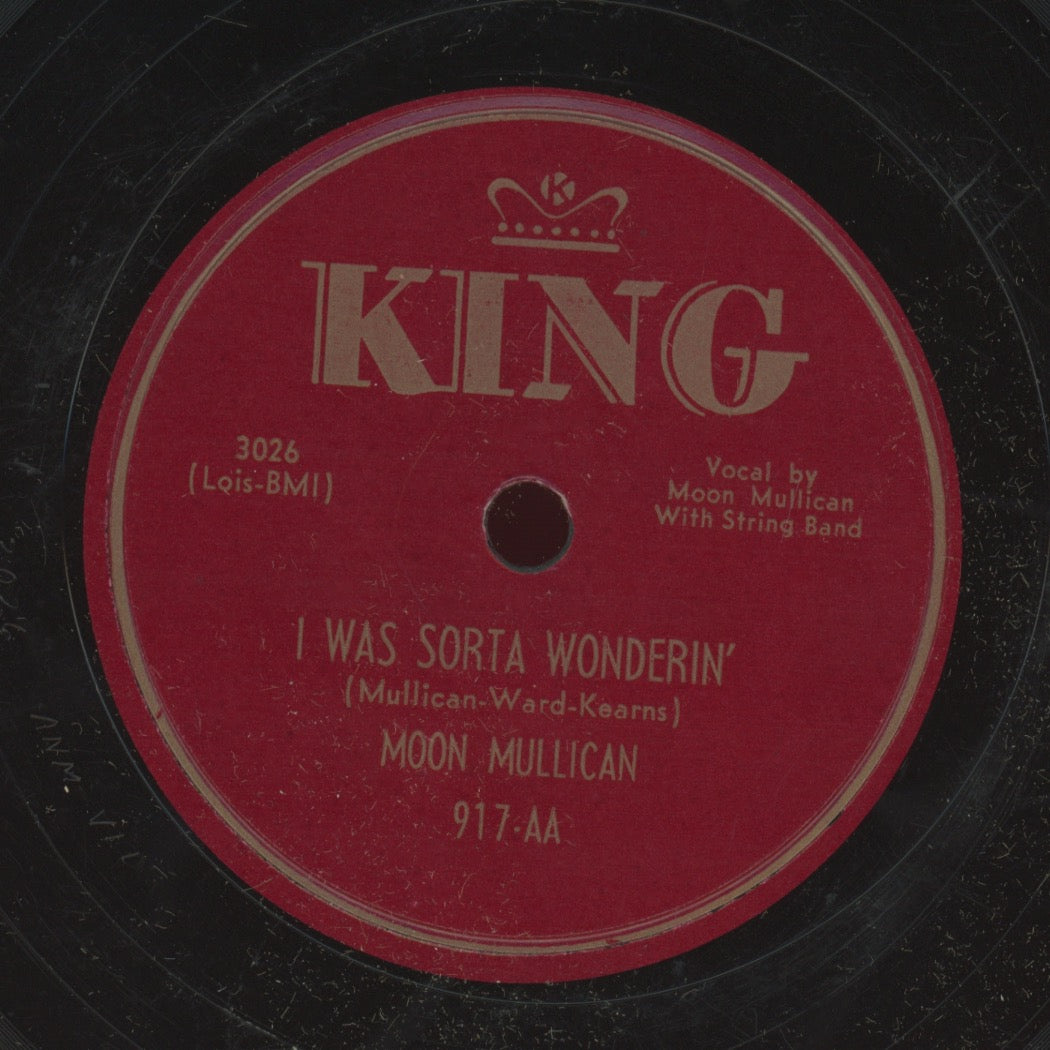 K
KING
3026
(Lois-BMI)
Vocal by
Moon Mullican
With String Band
I WAS SORTA WONDERIN'
(Mullican-Ward-Kearns)
MOON MULLICAN
917-AA